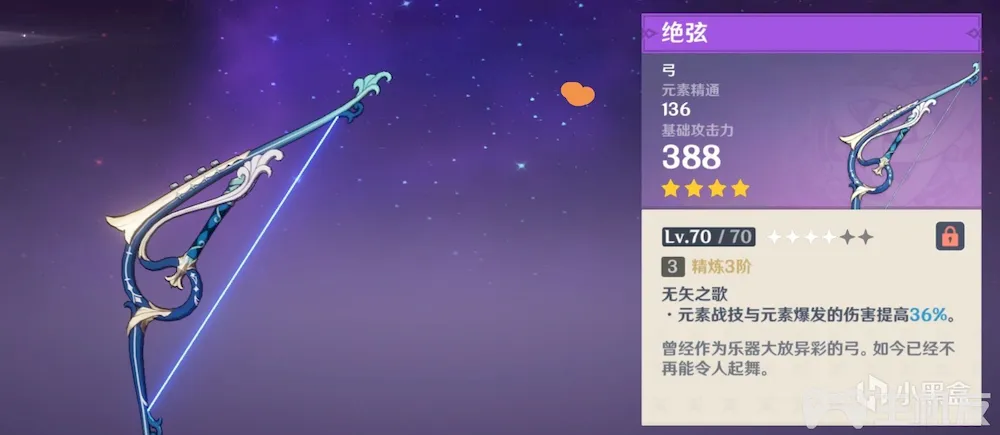 绝弦
弓
元素精通
136
基础攻击力
388
Lv.70 / 70
3 精炼3阶
无矢之歌
·元素战技与元素爆发的伤害提高36%。
曾经作为乐器大放异彩的弓。如今已经不
再能令人起舞。
小黑盒